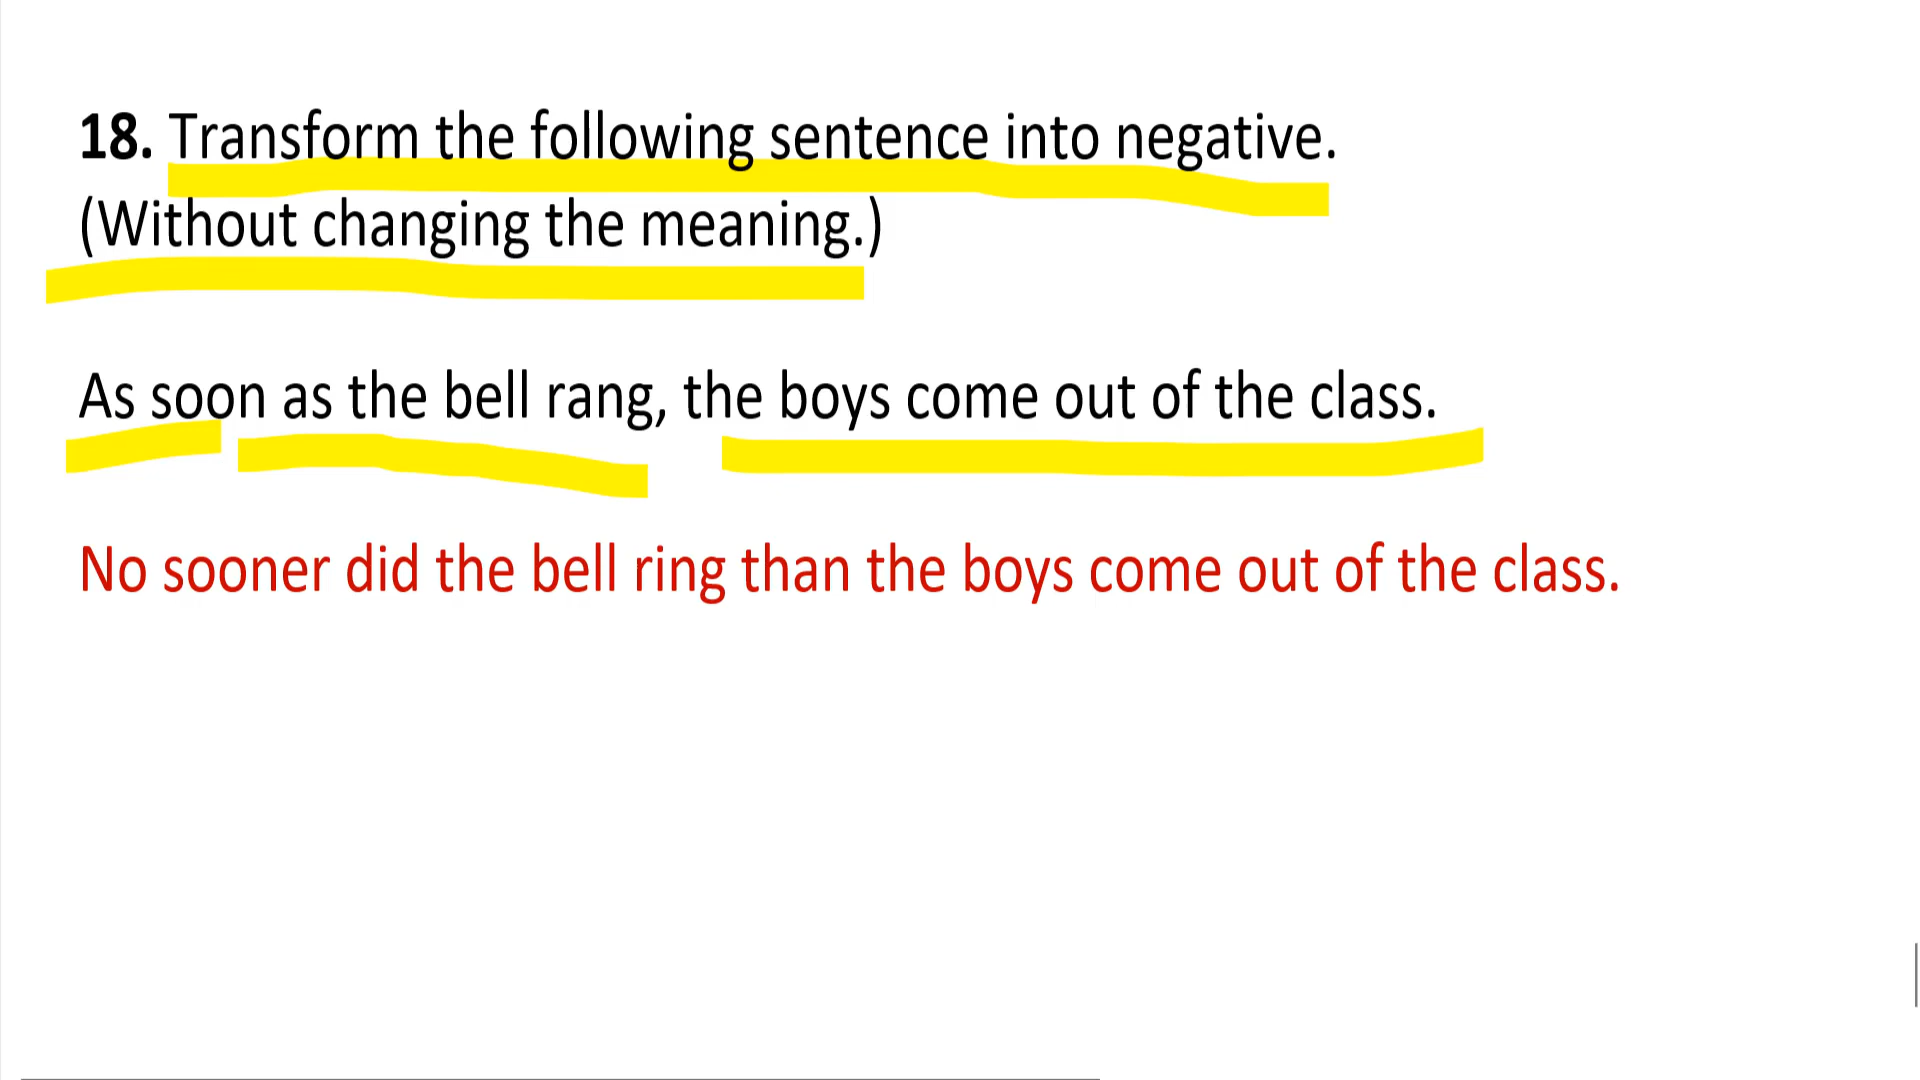 18. Transform the following sentence into negative.
(Without changing the meaning.)
As soon as the bell rang, the boys come out of the class.
No sooner did the bell ring than the boys come out of the class.